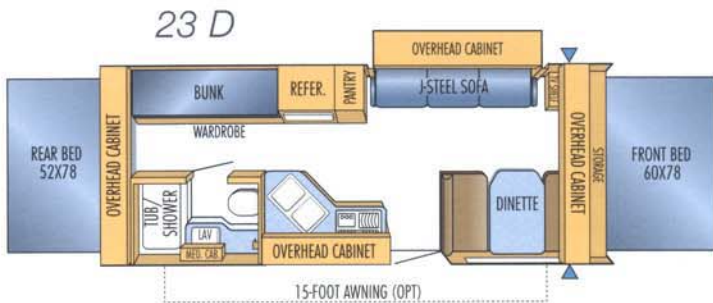 23 D
OVERHEAD CABINET
BUNK
REFER.
PANTRY
J-STEEL SOFA
WARDROBE
REAR BED
52X78
OVERHEAD CABINET
OVERHEAD CABINET
STORAGE
FRONT BED
60X78
TUB/
SHOWER
LAV
MED. CAB.
OVERHEAD CABINET
DINETTE
15-FOOT AWNING (OPT)